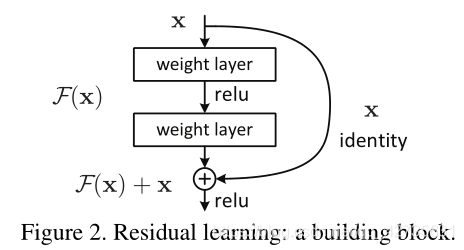 x
weight layer
relu
F(x)
x
weight layer
identity
F(x) + x
+
relu
Figure 2. Residual learning: a building block.